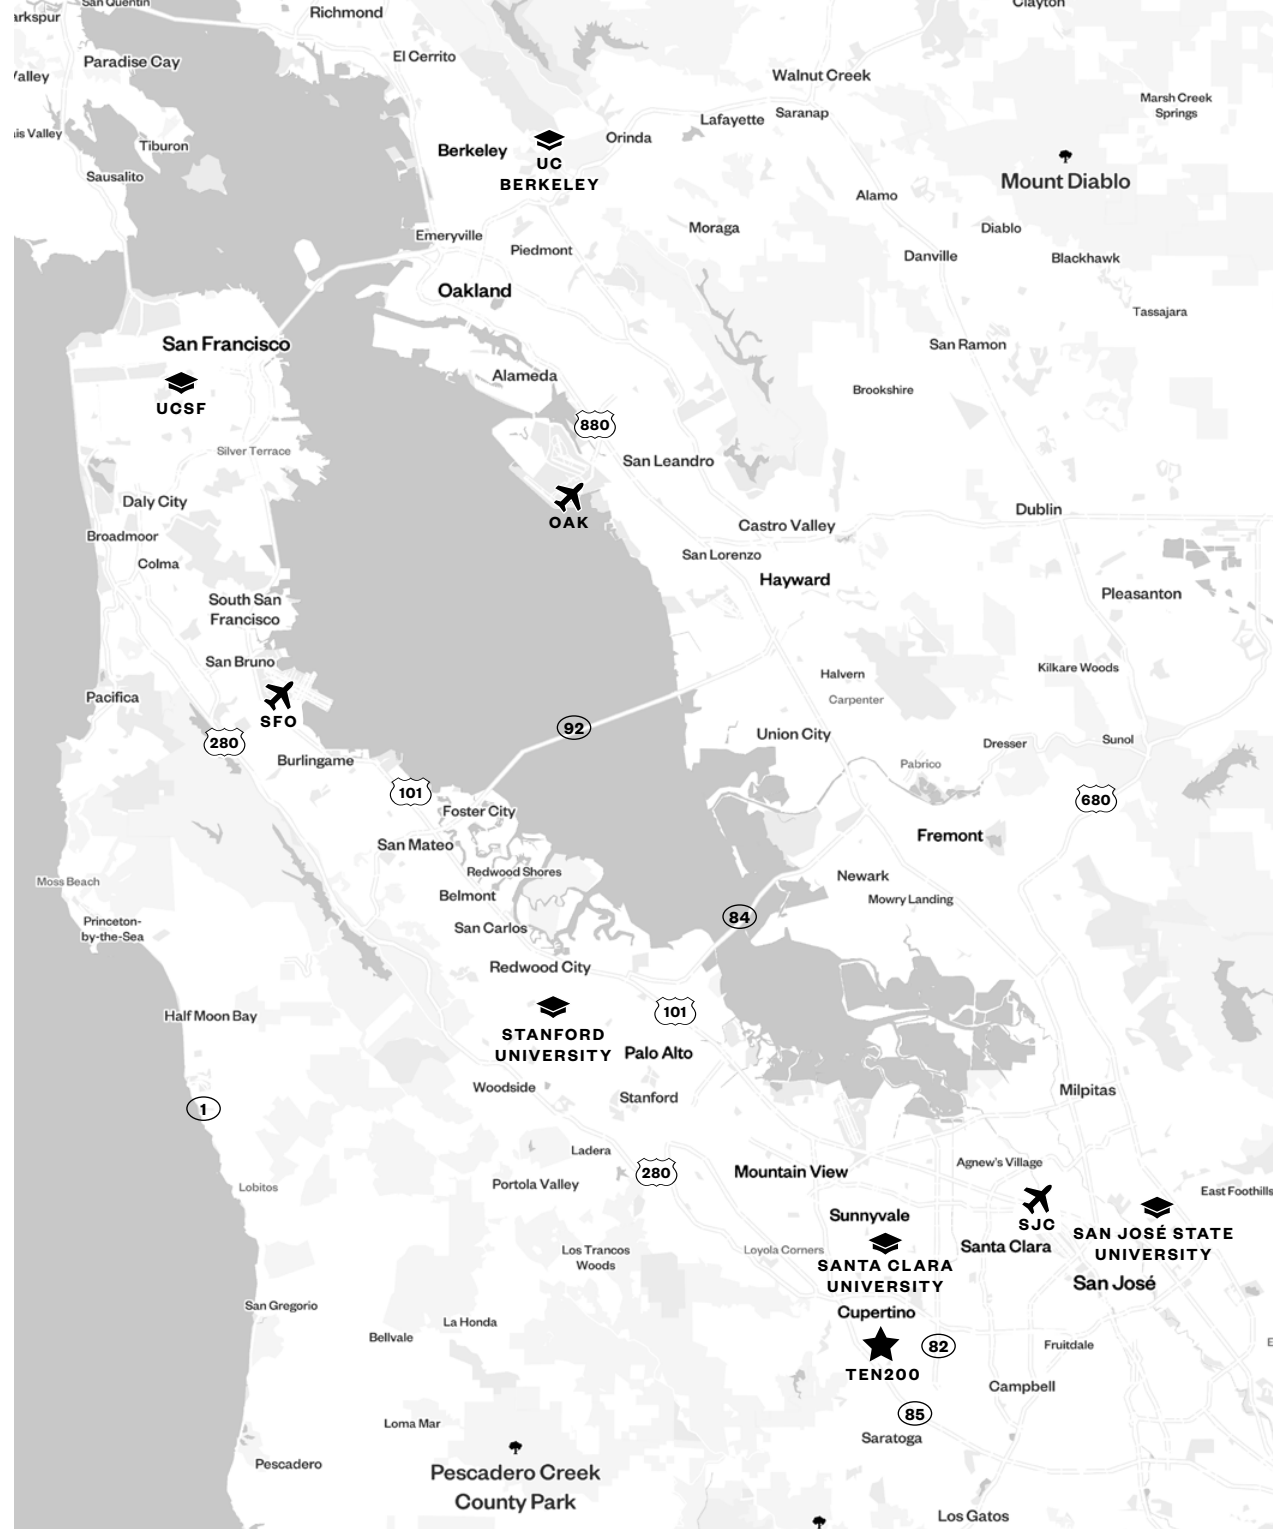 San Quentin
Richmond
Clayton
El Cerrito
Paradise Cay
Walnut Creek
Marsh Creek
Springs
Saranap
Lafayette
Orinda
Tiburon
Berkeley
UC
BERKELEY
Sausalito
Mount Diablo
Alamo
Moraga
Diablo
Emeryville
Piedmont
Danville
Blackhawk
Oakland
Tassajara
San Francisco
San Ramon
Alameda
Brookshire
UCSF
880
Silver Terrace
San Leandro
Daly City
Dublin
OAK
Castro Valley
Broadmoor
San Lorenzo
Colma
Hayward
Pleasanton
South San
Francisco
San Bruno
Kilkare Woods
Halvern
Pacifica
Carpenter
SFO
92
Union City
280
Dresser
Sunol
Burlingame
Pabrico
101
680
Foster City
Fremont
San Mateo
Redwood Shores
Newark
Moss Beach
Belmont
Mowry Landing
84
Princeton-
by-the-Sea
San Carlos
Redwood City
Half Moon Bay
101
STANFORD
UNIVERSITY
Palo Alto
Woodside
Milpitas
Stanford
1
Ladera
Agnew's Village
280
Mountain View
Portola Valley
Lobitos
East Foothills
Sunnyvale
SJC
SAN JOSÉ STATE
UNIVERSITY
Santa Clara
Los Trancos
Woods
Loyola Corners
SANTA CLARA
UNIVERSITY
San José
San Gregorio
Cupertino
La Honda
Bellvale
82
Fruitdale
TEN200
Campbell
85
Loma Mar
Saratoga
Pescadero
Pescadero Creek
County Park
Los Gatos